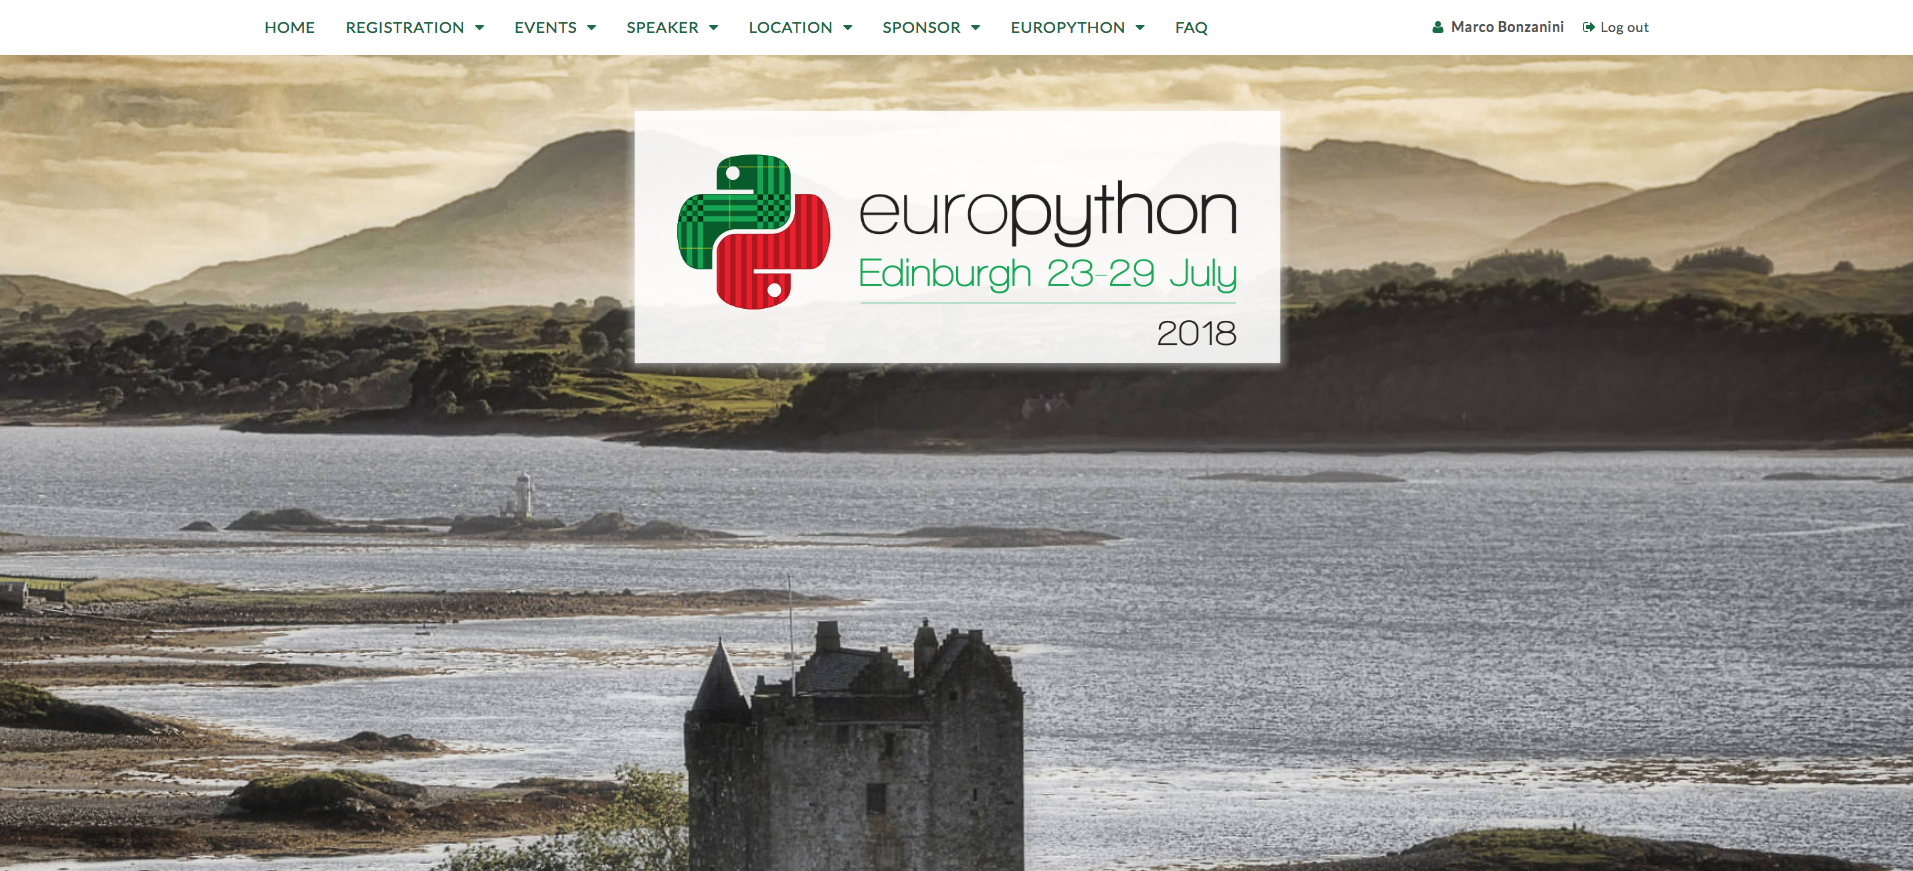 HOME REGISTRATION EVENTS SPEAKER LOCATION SPONSOR EUROPYTHON FAQ Marco Bonzanini Log out
europython
Edinburgh 23-29 July
2018